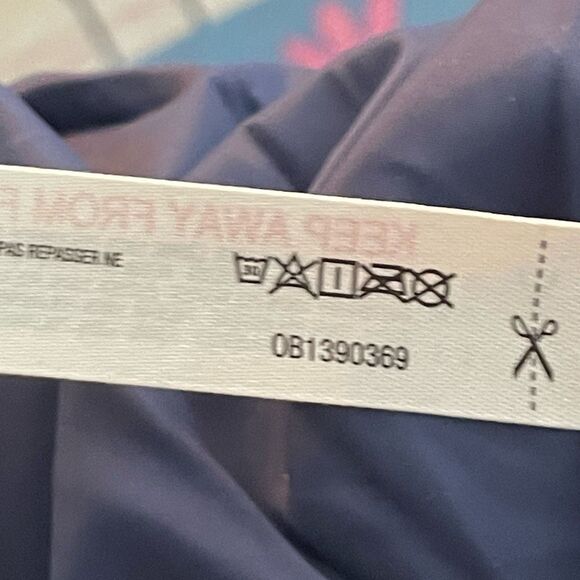 KEEP AWAY FROM F
PAS REPASSER NE
30
0B1390369